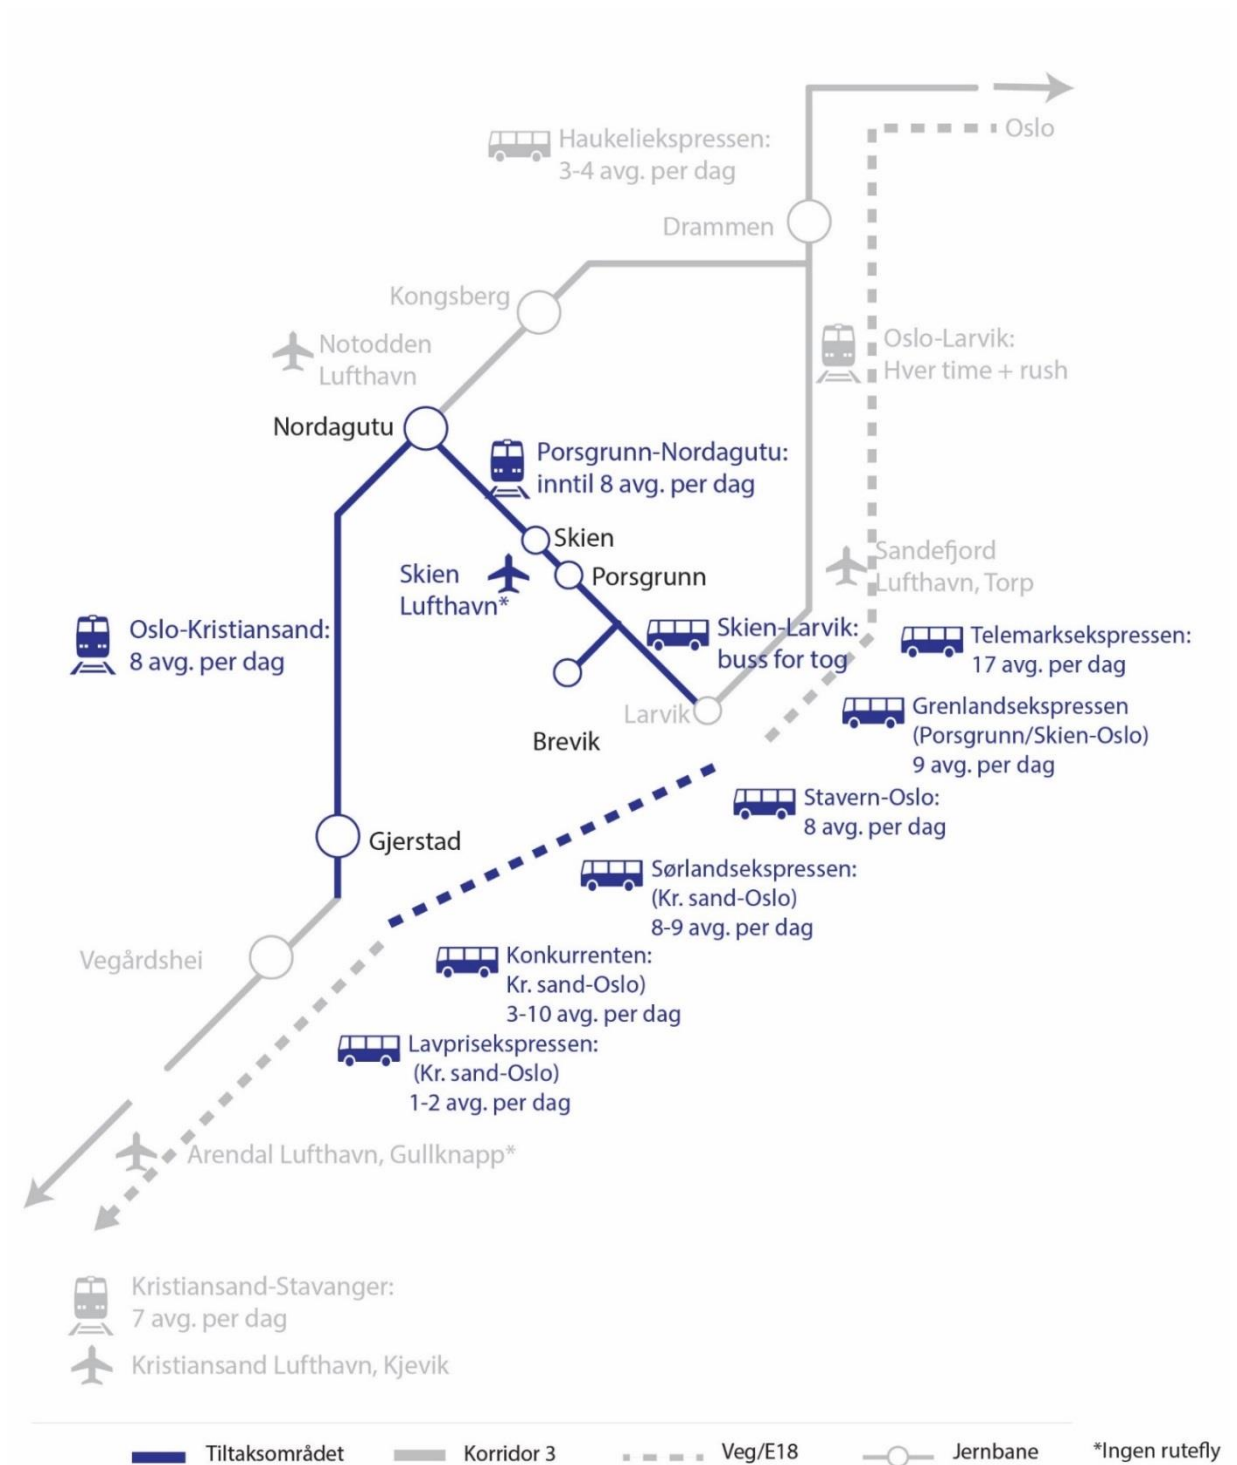 Haukeliekspressen:
3-4 avg. per dag
Oslo
Drammen
Kongsberg
Notodden
Lufthavn
Oslo-Larvik:
Hver time + rush
Nordagutu
Porsgrunn-Nordagutu:
inntil 8 avg. per dag
Skien
Porsgrunn
Skien
Lufthavn*
Sandefjord
Lufthavn, Torp
Oslo-Kristiansand:
8 avg. per dag
Skien-Larvik:
buss for tog
Telemarksekspressen:
17 avg. per dag
Larvik
Brevik
Grenlandsekspressen
(Porsgrunn/Skien-Oslo)
9 avg. per dag
Stavern-Oslo:
8 avg. per dag
Gjerstad
Sørlandsekspressen:
(Kr. sand-Oslo)
8-9 avg. per dag
Vegårdshei
Konkurrenten:
Kr. sand-Oslo)
3-10 avg. per dag
Lavprisekspressen:
(Kr. sand-Oslo)
1-2 avg. per dag
Arendal Lufthavn, Gullknapp*
Kristiansand-Stavanger:
7 avg. per dag
Kristiansand Lufthavn, Kjevik
Tiltaksområdet
Korridor 3
Veg/E18
Jernbane
*Ingen rutefly